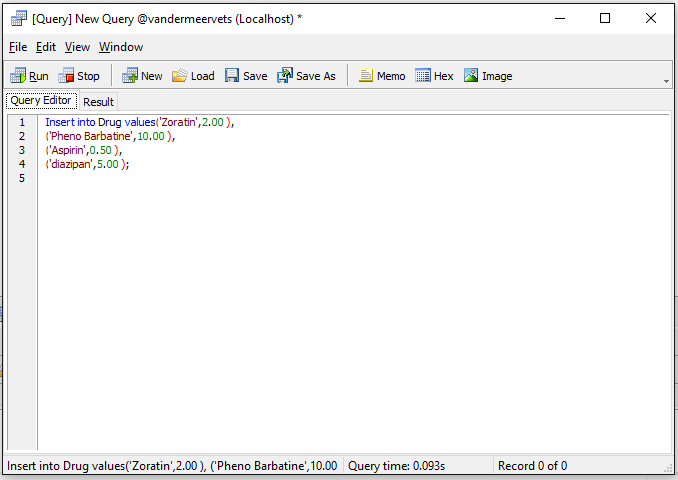 [Query] New Query @vandermeervets (Localhost) *
File Edit View Window
Run Stop New Load Save Save As Memo Hex Image
Query Editor Result
1 Insert into Drug values('Zoratin',2.00 ),
2 ('Pheno Barbatine',10.00 ),
3 ('Aspirin',0.50 ),
4 ('diazipan',5.00 );
5
Insert into Drug values('Zoratin',2.00 ), ('Pheno Barbatine',10.00 Query time: 0.093s Record 0 of 0